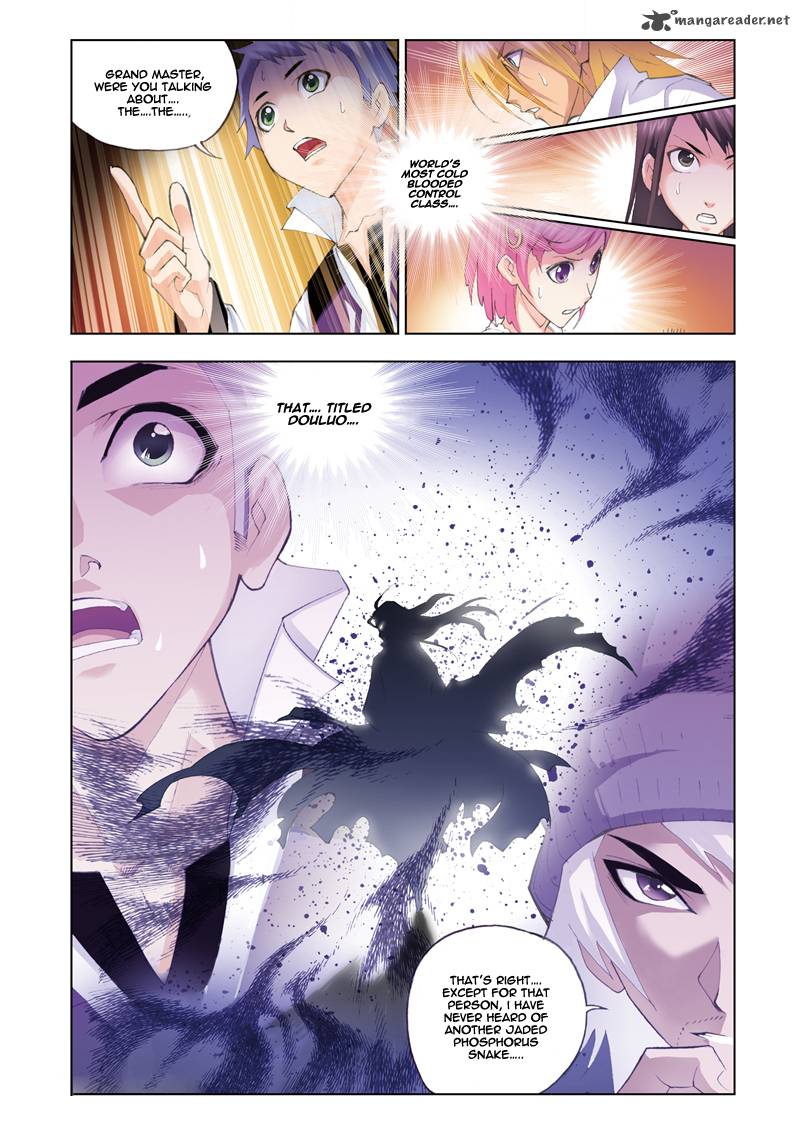 mangareader.net
GRAND MASTER,
WERE YOU TALKING
ABOUT....
THE....THE.....,
WORLD'S
MOST COLD
BLOODED
CONTROL
CLASS....
THAT.... TITLED
DOULUO....
THAT'S RIGHT....
EXCEPT FOR THAT
PERSON, I HAVE
NEVER HEARD OF
ANOTHER JADED
PHOSPHORUS
SNAKE.....